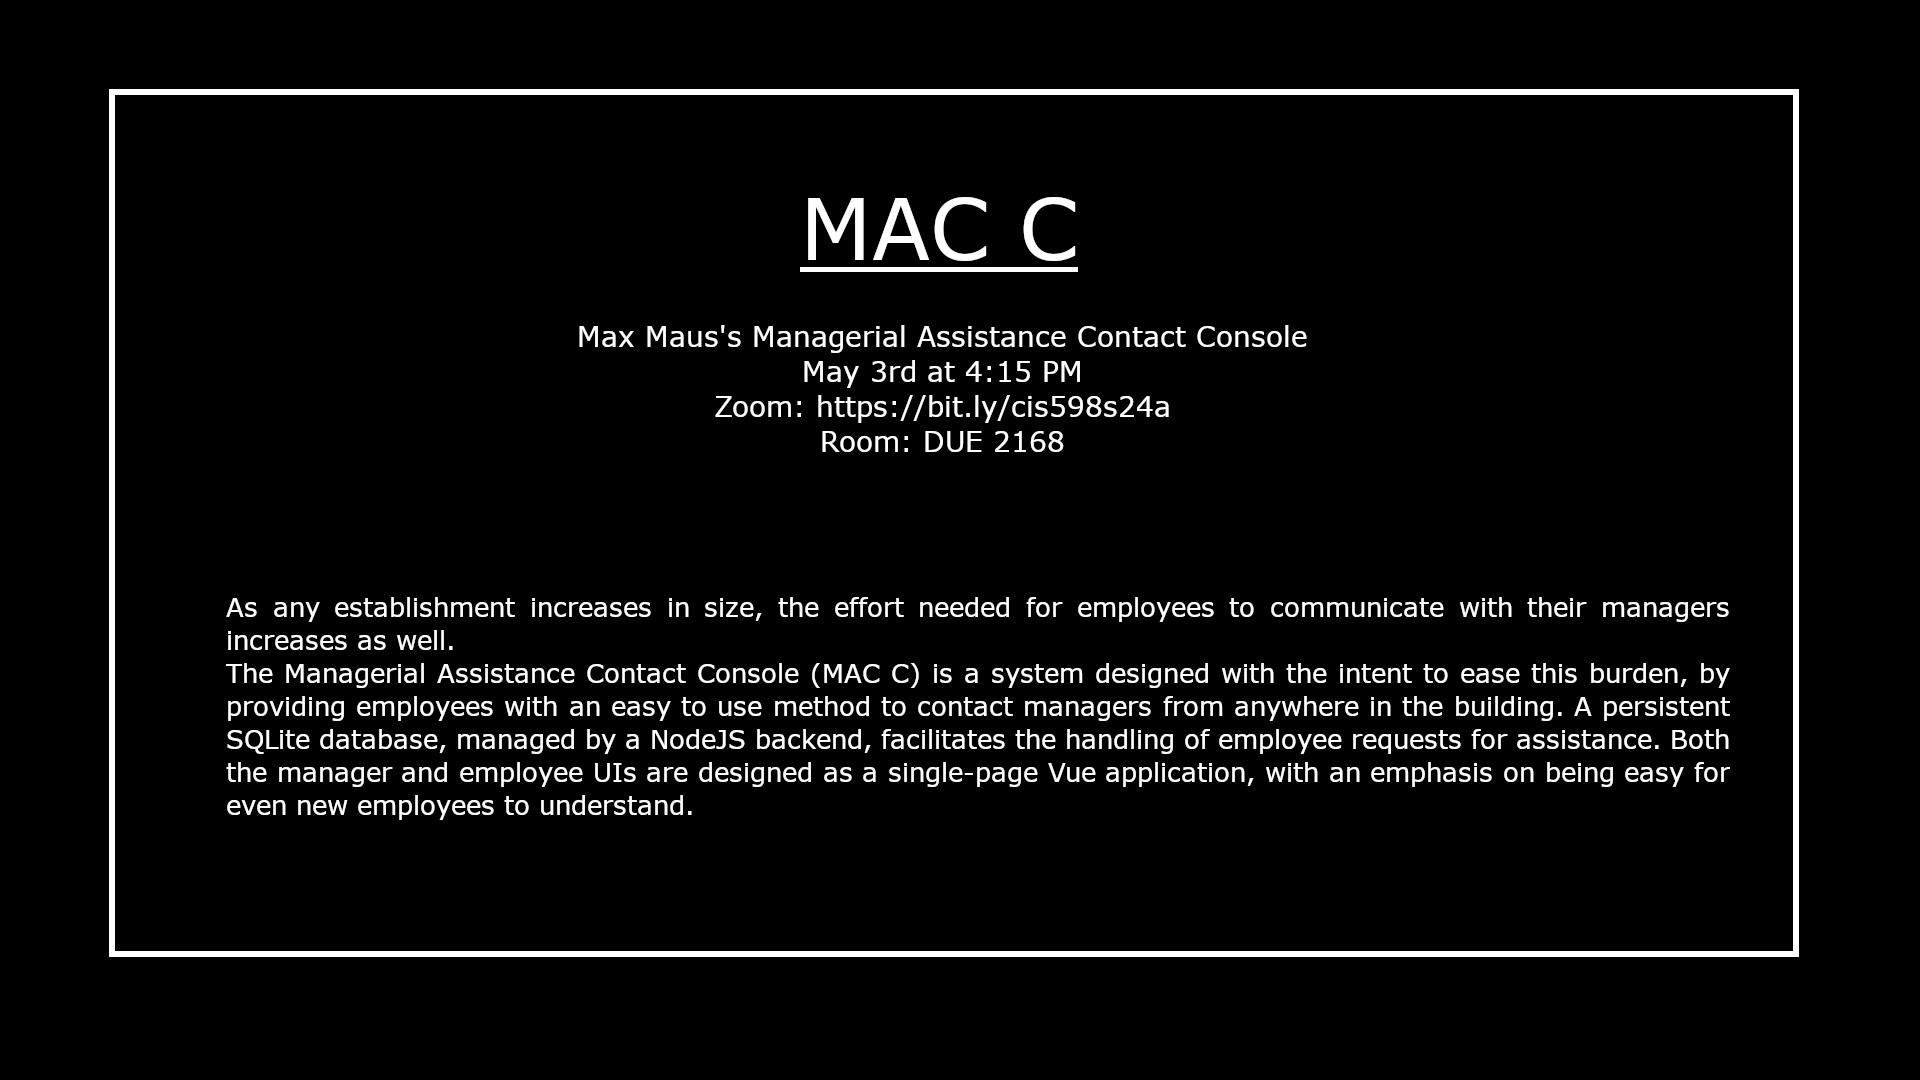 MAC C
Max Maus's Managerial Assistance Contact Console
May 3rd at 4:15 PM
Zoom: https://bit.ly/cis598s24a
Room: DUE 2168
As any establishment increases in size, the effort needed for employees to communicate with their managers
increases as well.
The Managerial Assistance Contact Console (MAC C) is a system designed with the intent to ease this burden, by
providing employees with an easy to use method to contact managers from anywhere in the building. A persistent
SQLite database, managed by a NodeJS backend, facilitates the handling of employee requests for assistance. Both
the manager and employee UIs are designed as a single-page Vue application, with an emphasis on being easy for
even new employees to understand.